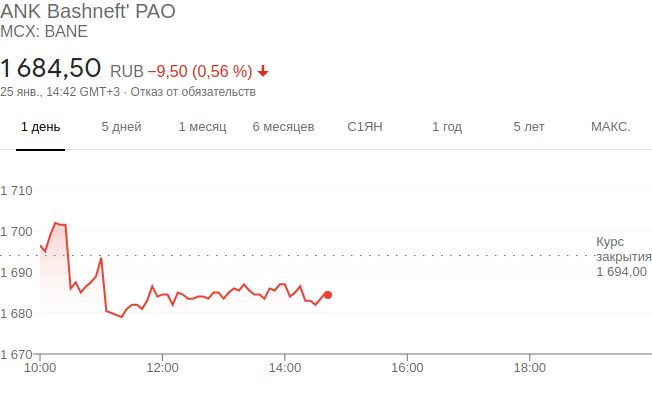 ANK Bashneft' PAO
MCX: BANE
1 684,50 RUB −9,50 (0,56 %)
25 янв., 14:42 GMT+3 · Отказ от обязательств
1 день 5 дней 1 месяц 6 месяцев С1ЯН 1 год 5 лет МАКС.
1 710
1 700
Курс
закрытия
1 690
1 694,00
1 680
1 670
10:00 12:00 14:00 16:00 18:00